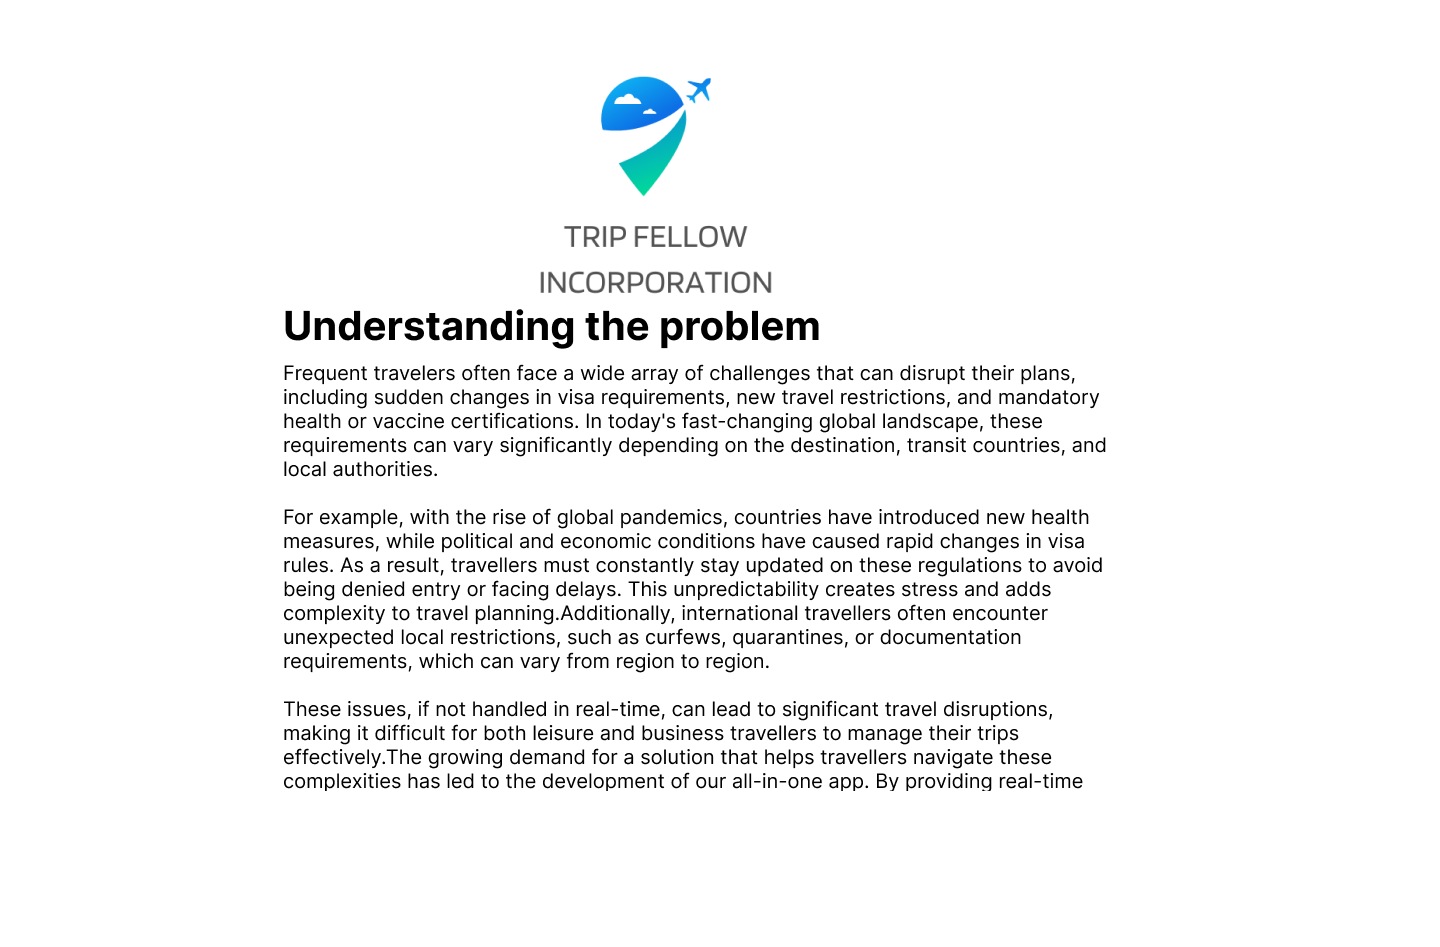 TRIP FELLOW
INCORPORATION
Understanding the problem
Frequent travelers often face a wide array of challenges that can disrupt their plans,
including sudden changes in visa requirements, new travel restrictions, and mandatory
health or vaccine certifications. In today's fast-changing global landscape, these
requirements can vary significantly depending on the destination, transit countries, and
local authorities.
For example, with the rise of global pandemics, countries have introduced new health
measures, while political and economic conditions have caused rapid changes in visa
rules. As a result, travellers must constantly stay updated on these regulations to avoid
being denied entry or facing delays. This unpredictability creates stress and adds
complexity to travel planning.Additionally, international travellers often encounter
unexpected local restrictions, such as curfews, quarantines, or documentation
requirements, which can vary from region to region.
These issues, if not handled in real-time, can lead to significant travel disruptions,
making it difficult for both leisure and business travellers to manage their trips
effectively.The growing demand for a solution that helps travellers navigate these
complexities has led to the development of our all-in-one app. By providing real-time